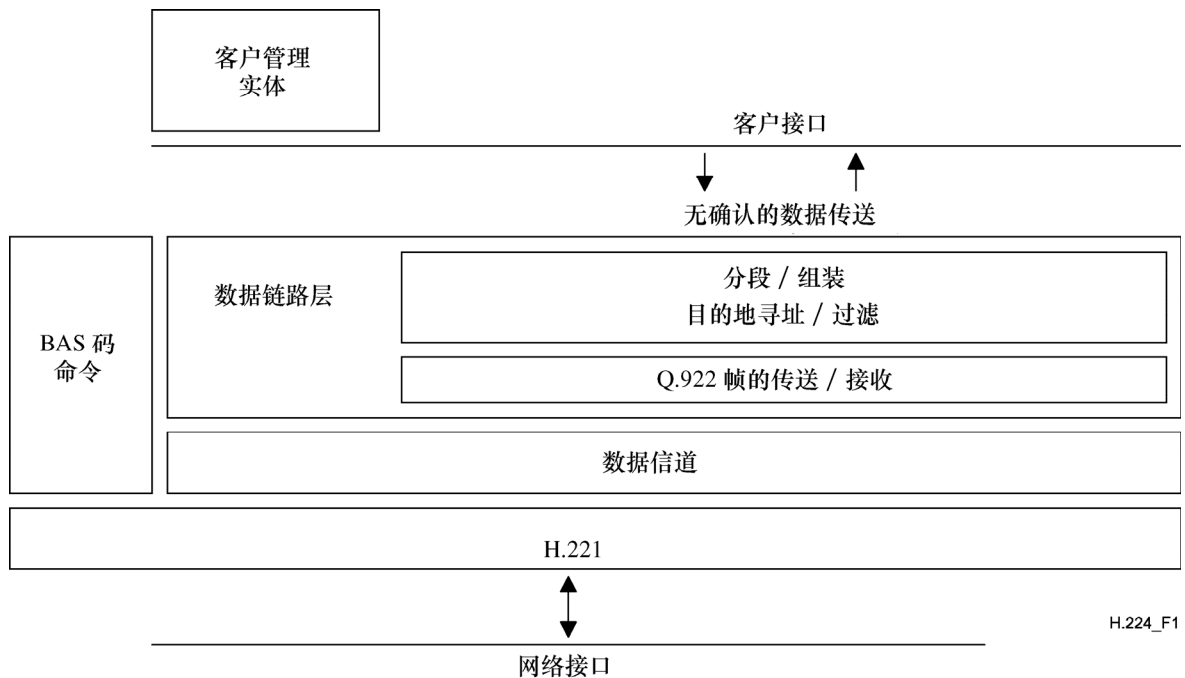 客户管理
实体
客户接口
无确认的数据传送
数据链路层
分段 / 组装
目的地寻址 / 过滤
BAS 码
命令
Q.922 帧的传送 / 接收
数据信道
H.221
H.224_F1
网络接口